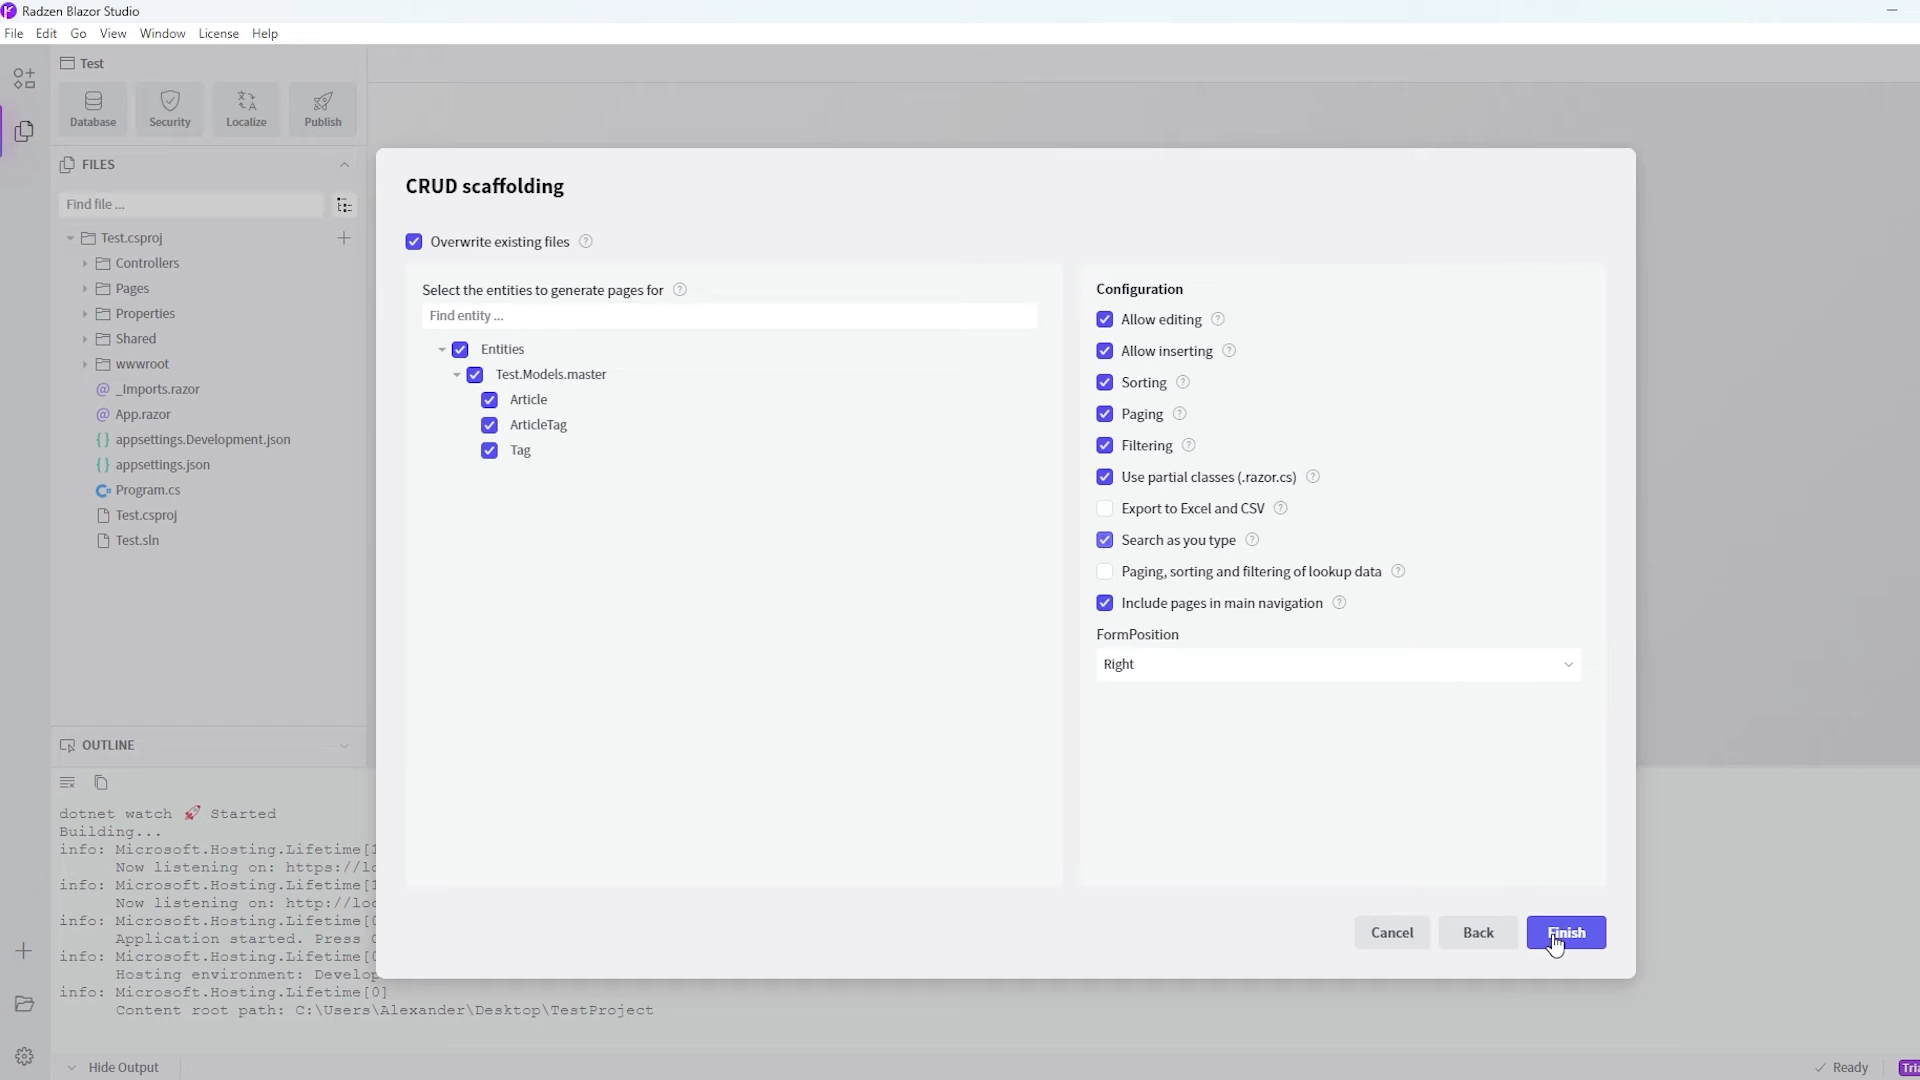 Radzen Blazor Studio
File Edit Go View Window License Help
Test
Database Security Localize Publish
FILES
Find file ...
Test.csproj
Controllers
Pages
Properties
Shared
wwwroot
_Imports.razor
App.razor
appsettings.Development.json
appsettings.json
Program.cs
Test.csproj
Test.sln
OUTLINE
CRUD scaffolding
Overwrite existing files
Select the entities to generate pages for
Find entity ...
Entities
Test.Models.master
Article
ArticleTag
Tag
Configuration
Allow editing
Allow inserting
Sorting
Paging
Filtering
Use partial classes (.razor.cs)
Export to Excel and CSV
Search as you type
Paging, sorting and filtering of lookup data
Include pages in main navigation
FormPosition
Right
Cancel Back Finish
dotnet watch 🚀 Started
Building...
info: Microsoft.Hosting.Lifetime[1
Now listening on: https://lo
info: Microsoft.Hosting.Lifetime[1
Now listening on: http://loc
info: Microsoft.Hosting.Lifetime[0
Application started. Press C
info: Microsoft.Hosting.Lifetime[0
Hosting environment: Develop
info: Microsoft.Hosting.Lifetime[0]
Content root path: C:\Users\Alexander\Desktop\TestProject
Hide Output
Ready